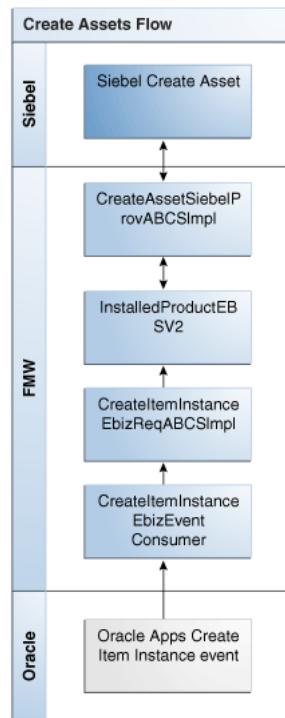 Create Assets Flow
Siebel
Siebel Create Asset
FMW
CreateAssetSiebelP
rovABCSImpl
InstalledProductEB
SV2
CreateItemInstance
EbizReqABCSImpl
CreateItemInstance
EbizEvent
Consumer
Oracle
Oracle Apps Create
Item Instance event